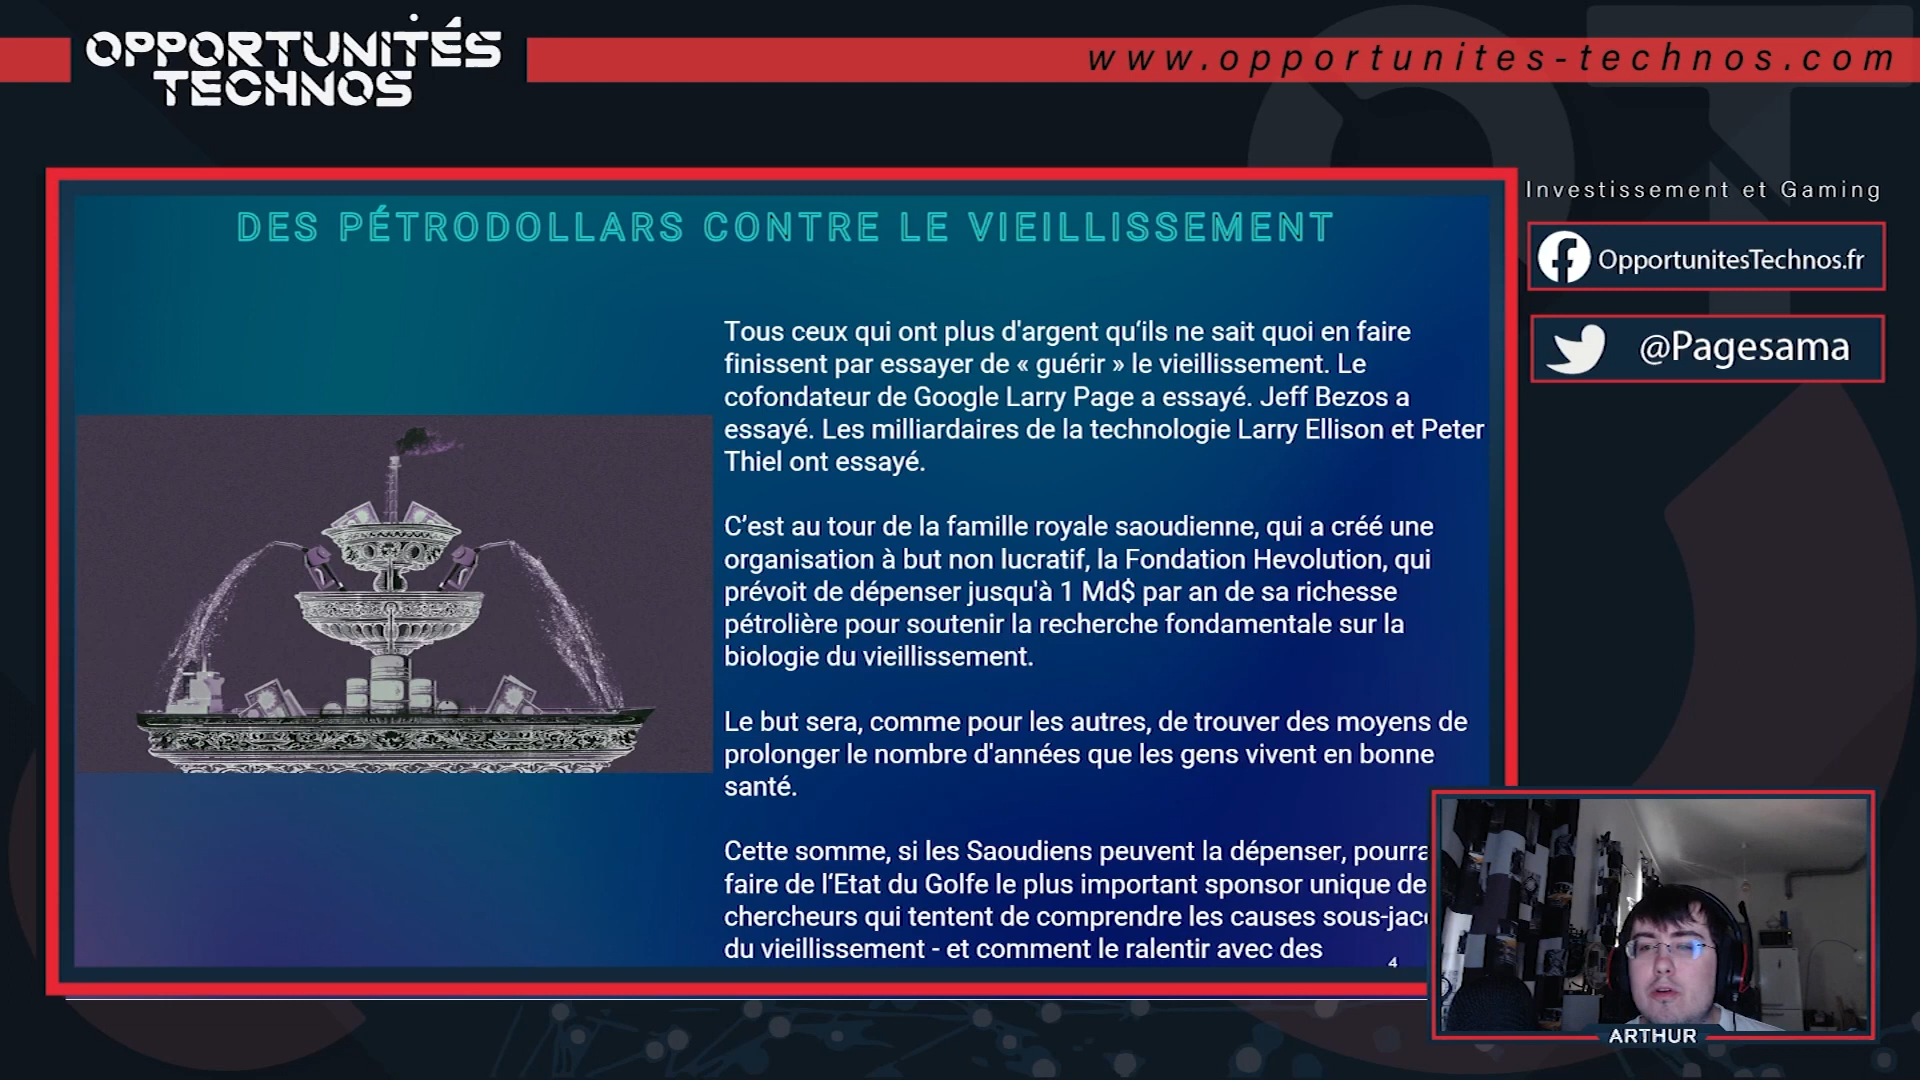 OPPORTUNITÉS
TECHNOS
www.opportunites-technos.com
Investissement et Gaming
OpportunitesTechnos.fr
@Pagesama
DES PÉTRODOLLARS CONTRE LE VIEILLISSEMENT
Tous ceux qui ont plus d'argent qu‘ils ne sait quoi en faire
finissent par essayer de « guérir » le vieillissement. Le
cofondateur de Google Larry Page a essayé. Jeff Bezos a
essayé. Les milliardaires de la technologie Larry Ellison et Peter
Thiel ont essayé.
C’est au tour de la famille royale saoudienne, qui a créé une
organisation à but non lucratif, la Fondation Hevolution, qui
prévoit de dépenser jusqu'à 1 Md$ par an de sa richesse
pétrolière pour soutenir la recherche fondamentale sur la
biologie du vieillissement.
Le but sera, comme pour les autres, de trouver des moyens de
prolonger le nombre d'années que les gens vivent en bonne
santé.
Cette somme, si les Saoudiens peuvent la dépenser, pourra
faire de l‘Etat du Golfe le plus important sponsor unique de
chercheurs qui tentent de comprendre les causes sous-jac
du vieillissement - et comment le ralentir avec des
4
ARTHUR